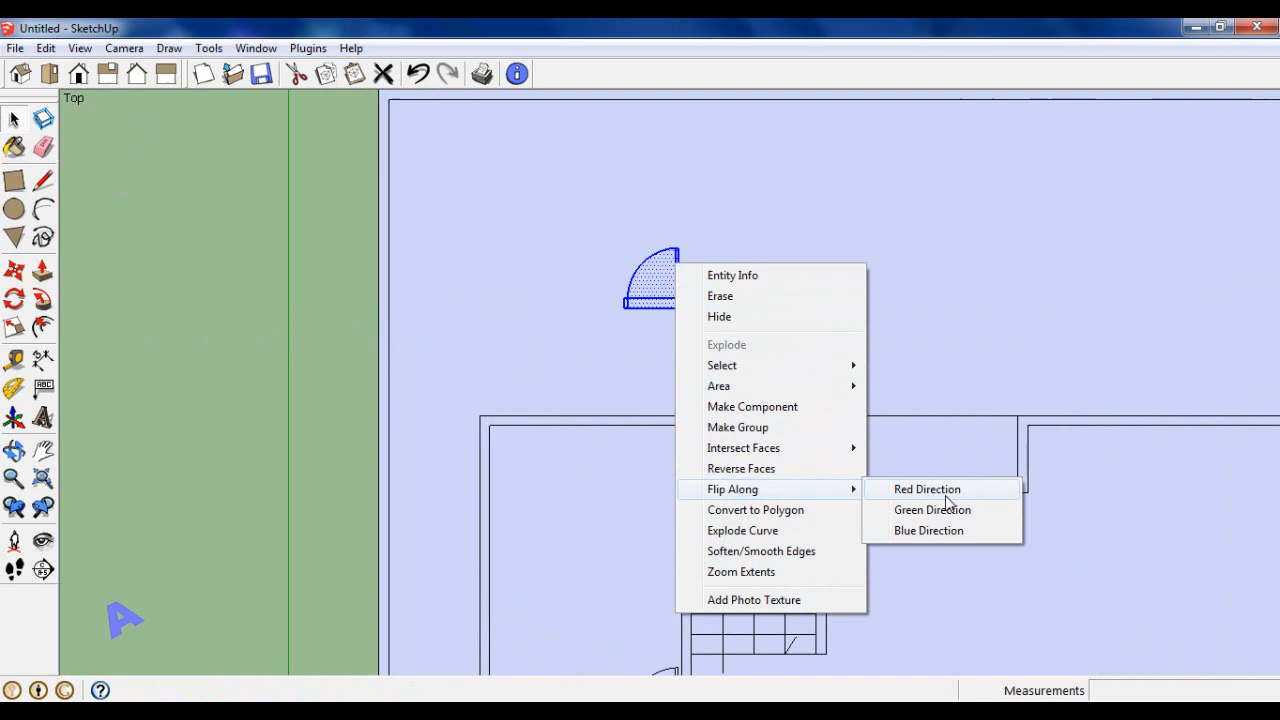 Untitled - SketchUp
File Edit View Camera Draw Tools Window Plugins Help
Top
Entity Info
Erase
Hide
Explode
Select
Area
Make Component
Make Group
Intersect Faces
Reverse Faces
Flip Along
Convert to Polygon
Explode Curve
Soften/Smooth Edges
Zoom Extents
Add Photo Texture
Red Direction
Green Direction
Blue Direction
ABC
A
Measurements